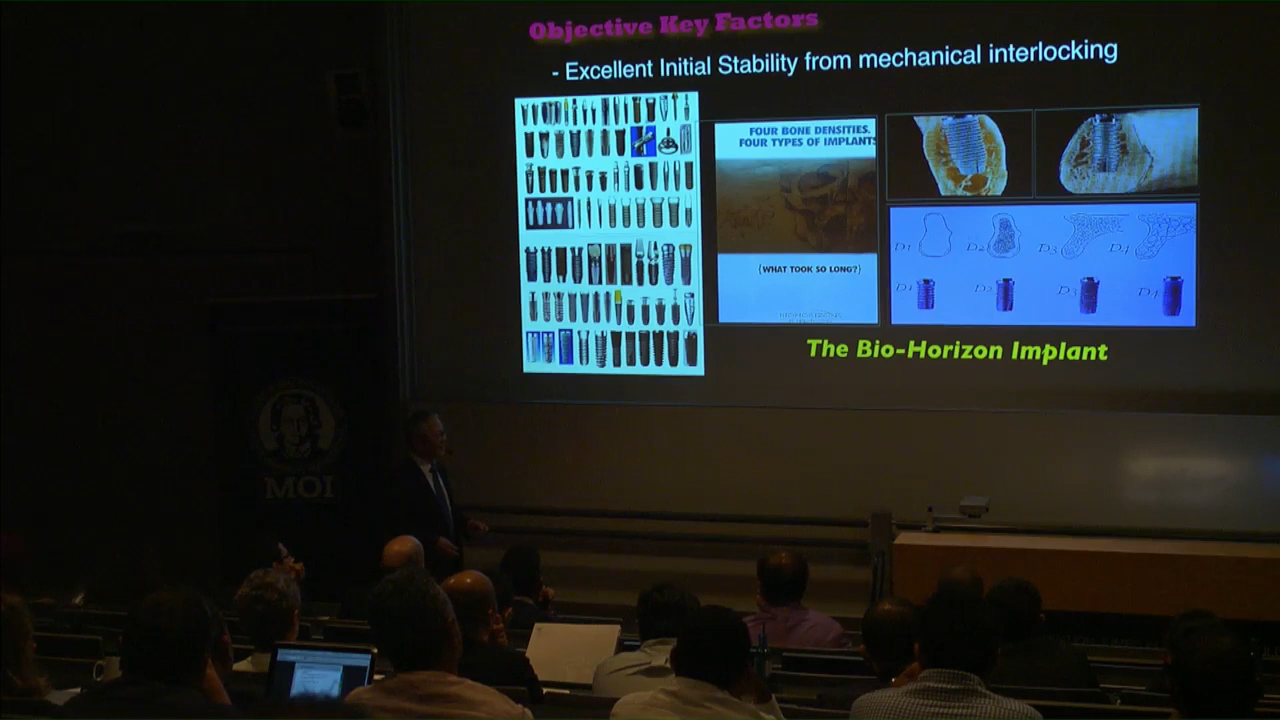 Objective Key Factors
- Excellent Initial Stability from mechanical interlocking
FOUR BONE DENSITIES.
FOUR TYPES OF IMPLANTS
{WHAT TOOK SO LONG?}
D1 D2 D3 D4
D1 D2 D3 D4
The Bio-Horizon Implant
MOI